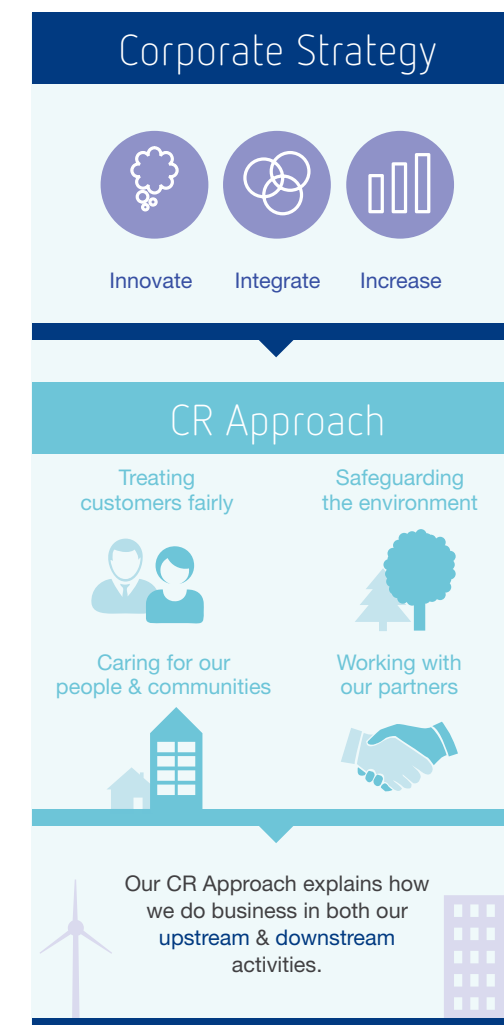 Corporate Strategy
Innovate
Integrate
Increase
CR Approach
Treating
customers fairly
Safeguarding
the environment
Caring for our
people & communities
Working with
our partners
Our CR Approach explains how
we do business in both our
upstream & downstream
activities.